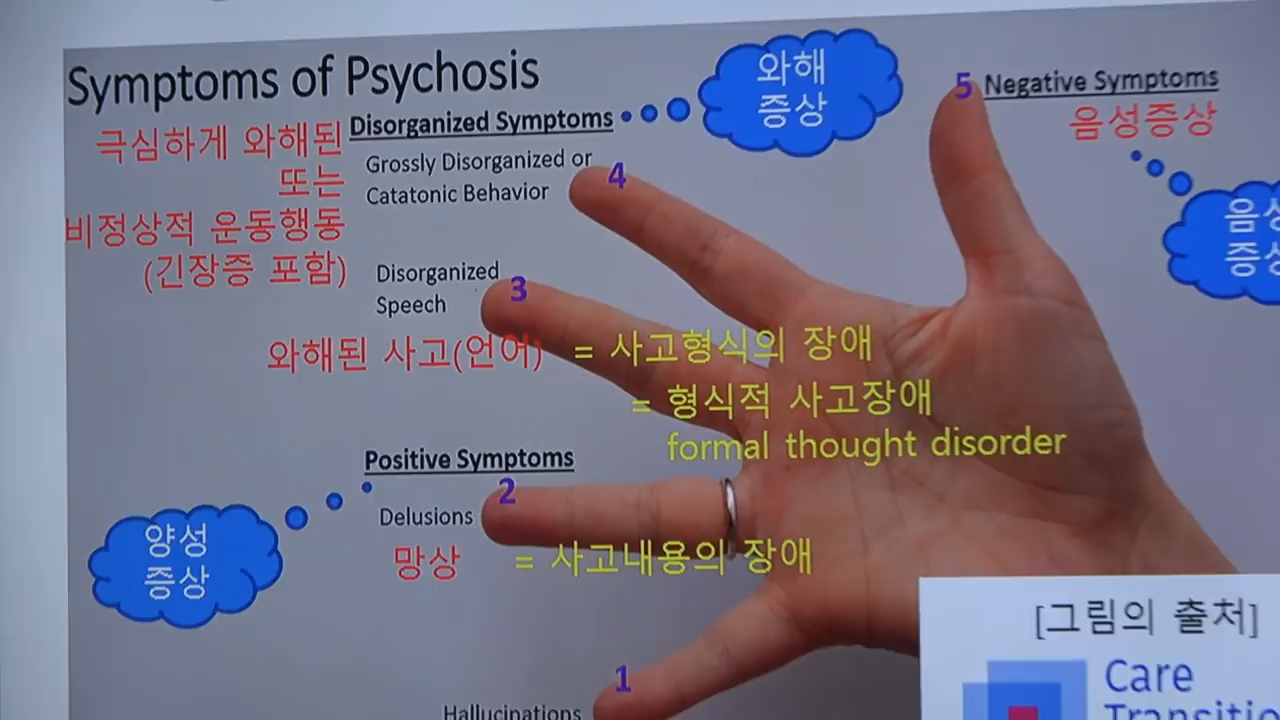 Symptoms of Psychosis
와해
증상
5 Negative Symptoms
음성증상
극심하게 와해된
또는
비정상적 운동행동
(긴장증 포함)
Disorganized Symptoms
Grossly Disorganized or
Catatonic Behavior
4
Disorganized
Speech
3
와해된 사고(언어) = 사고형식의 장애
= 형식적 사고장애
formal thought disorder
Positive Symptoms
2
Delusions
양성
증상
망상 = 사고내용의 장애
1
Hallucinations
[그림의 출처]
Care